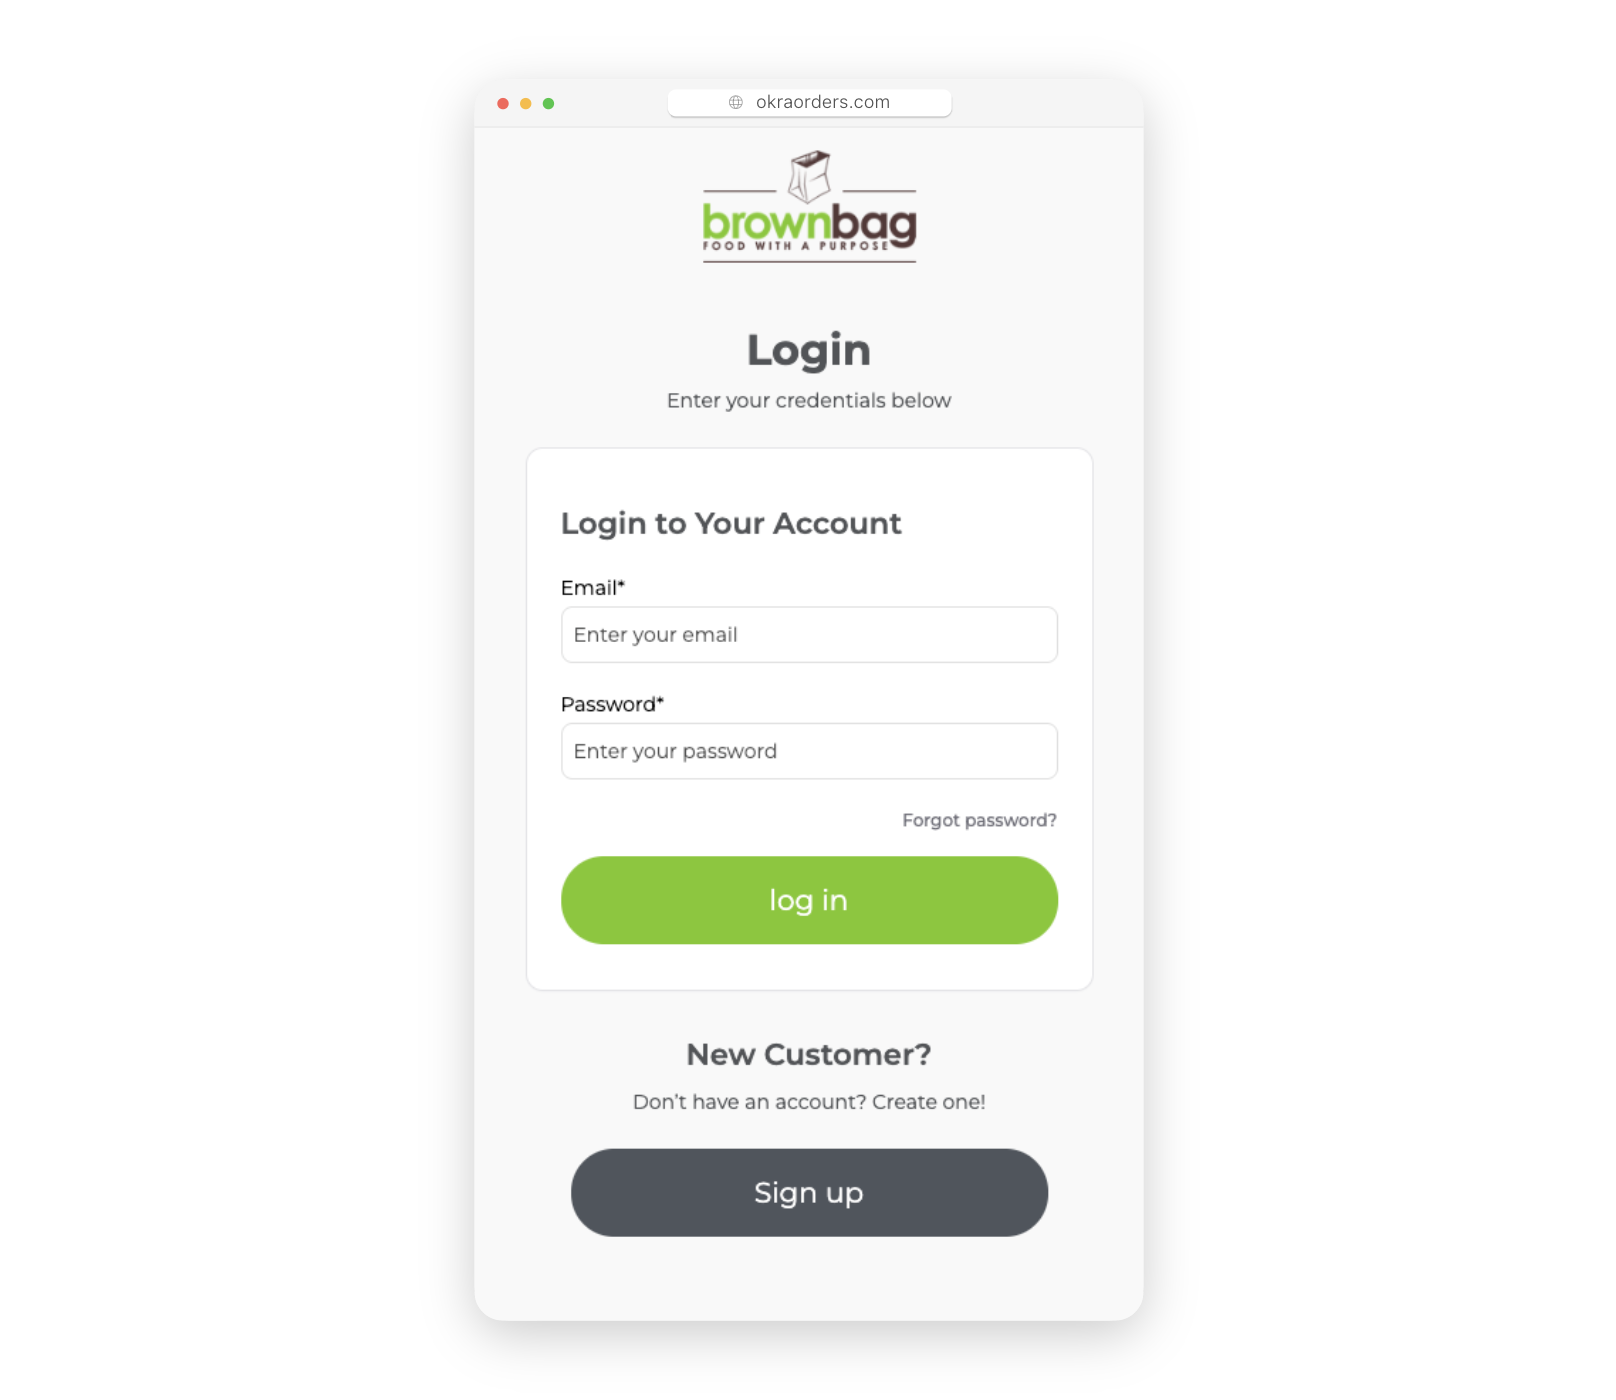 okraorders.com
brownbag
FOOD WITH A PURPOSE
Login
Enter your credentials below
Login to Your Account
Email*
Enter your email
Password*
Enter your password
Forgot password?
log in
New Customer?
Don't have an account? Create one!
Sign up